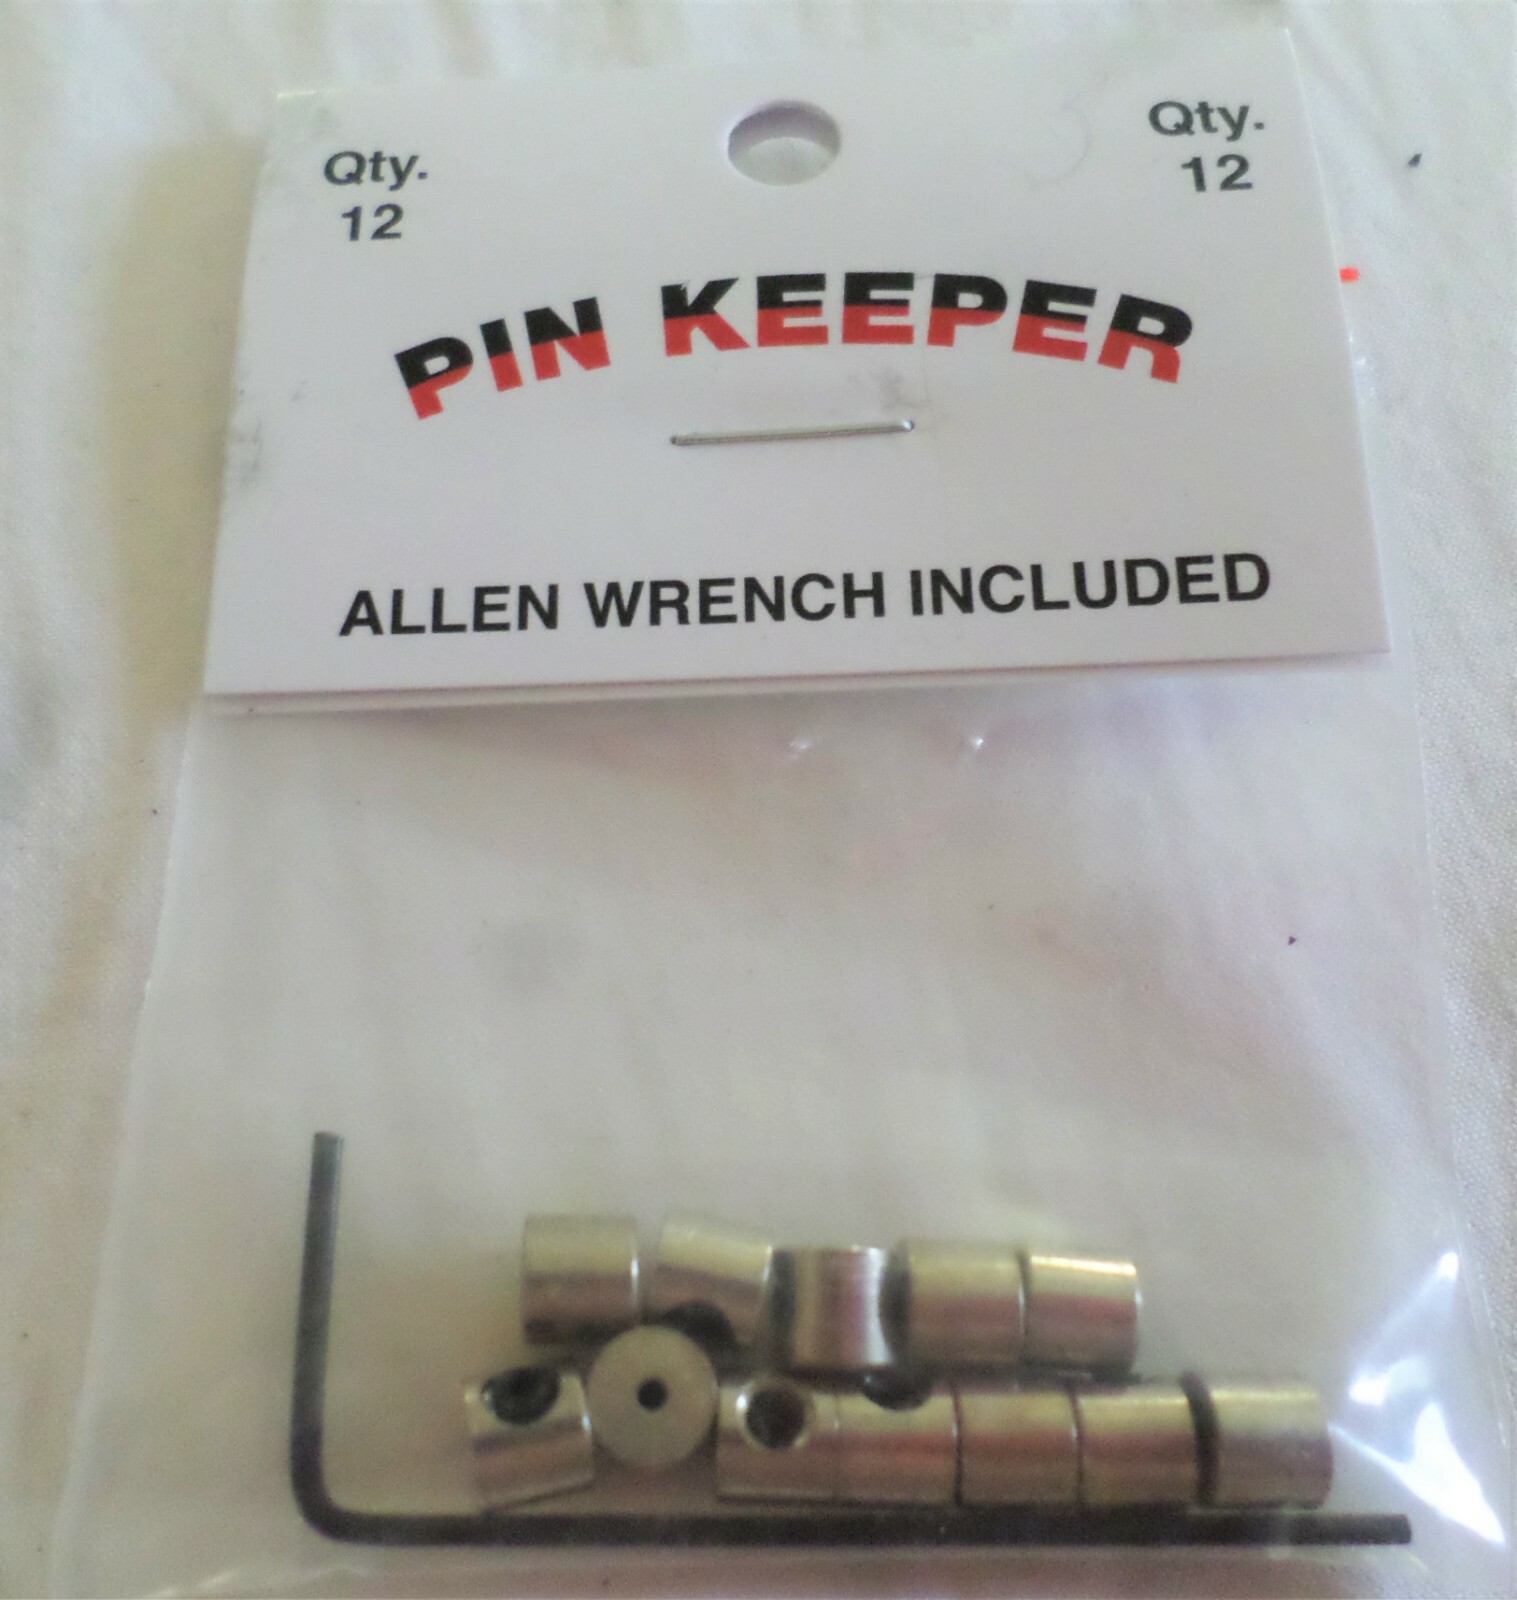 Qty.
12
Qty.
12
PIN KEEPER
ALLEN WRENCH INCLUDED